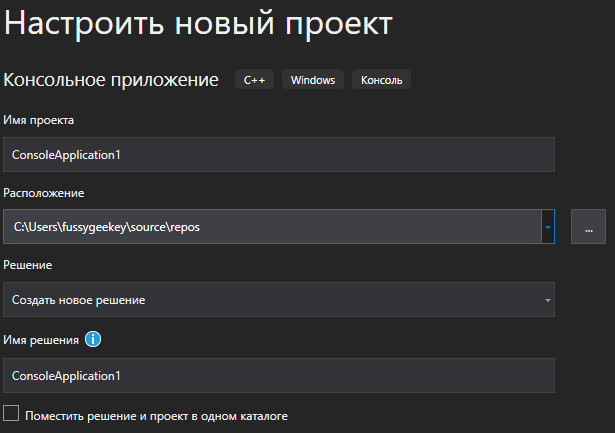 Настроить новый проект
Консольное приложение C++ Windows Консоль
Имя проекта
ConsoleApplication1
Расположение
C:\Users\fussygeekey\source\repos ...
Решение
Создать новое решение
Имя решения i
ConsoleApplication1
Поместить решение и проект в одном каталоге